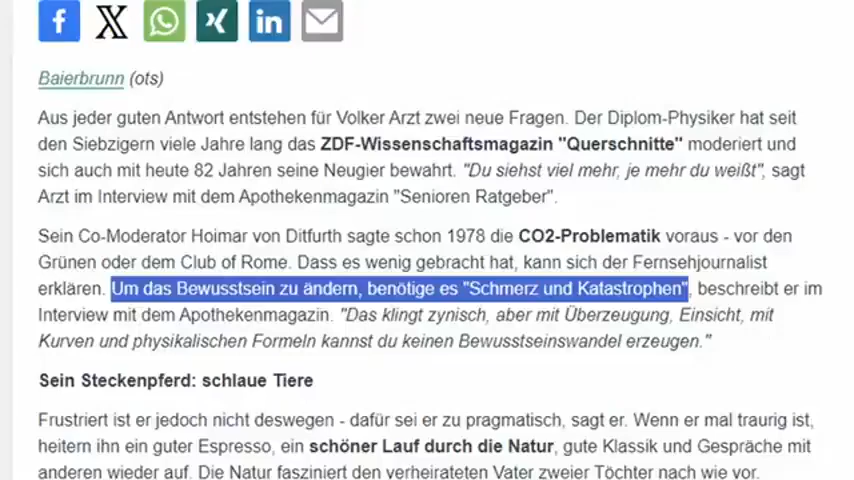 Baierbrunn (ots)
Aus jeder guten Antwort entstehen für Volker Arzt zwei neue Fragen. Der Diplom-Physiker hat seit
den Siebzigern viele Jahre lang das ZDF-Wissenschaftsmagazin "Querschnitte" moderiert und
sich auch mit heute 82 Jahren seine Neugier bewahrt. "Du siehst viel mehr, je mehr du weißt", sagt
Arzt im Interview mit dem Apothekenmagazin "Senioren Ratgeber".
Sein Co-Moderator Hoimar von Ditfurth sagte schon 1978 die CO2-Problematik voraus - vor den
Grünen oder dem Club of Rome. Dass es wenig gebracht hat, kann sich der Fernsehjournalist
erklären. Um das Bewusstsein zu ändern, benötige es "Schmerz und Katastrophen", beschreibt er im
Interview mit dem Apothekenmagazin. "Das klingt zynisch, aber mit Überzeugung, Einsicht, mit
Kurven und physikalischen Formeln kannst du keinen Bewusstseinswandel erzeugen."
Sein Steckenpferd: schlaue Tiere
Frustriert ist er jedoch nicht deswegen - dafür sei er zu pragmatisch, sagt er. Wenn er mal traurig ist,
heitern ihn ein guter Espresso, ein schöner Lauf durch die Natur, gute Klassik und Gespräche mit
anderen wieder auf. Die Natur fasziniert den verheirateten Vater zweier Töchter nach wie vor.